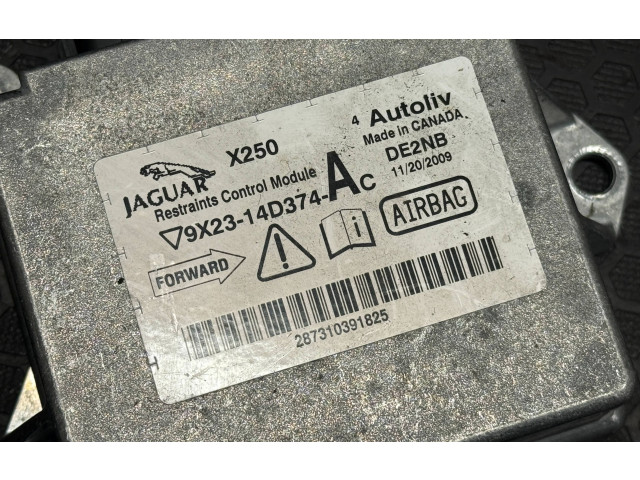 JAGUAR
X250
Restraints Control Module
9X23-14D374-AC
4 Autoliv
Made in CANADA
DE2NB
11/20/2009
FORWARD
i
AIRBAG
287310391825